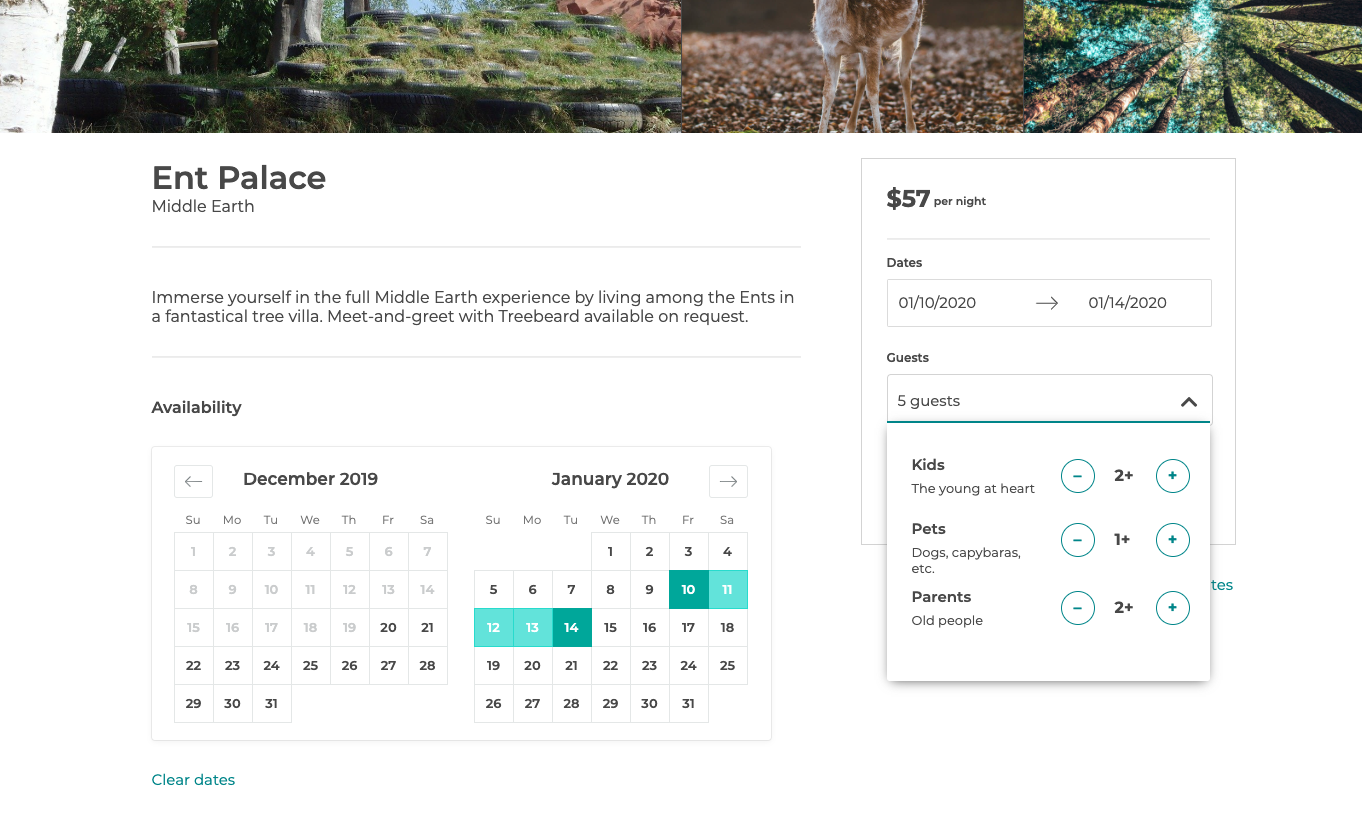 Ent Palace
Middle Earth
Immerse yourself in the full Middle Earth experience by living among the Ents in
a fantastical tree villa. Meet-and-greet with Treebeard available on request.
Availability
December 2019
Su Mo Tu We Th Fr Sa
1 2 3 4 5 6 7
8 9 10 11 12 13 14
15 16 17 18 19 20 21
22 23 24 25 26 27 28
29 30 31
January 2020
Su Mo Tu We Th Fr Sa
1 2 3 4
5 6 7 8 9 10 11
12 13 14 15 16 17 18
19 20 21 22 23 24 25
26 27 28 29 30 31
Clear dates
$57 per night
Dates
01/10/2020 → 01/14/2020
Guests
5 guests
Kids
The young at heart
− 2+ +
Pets
Dogs, capybaras,
etc.
− 1+ +
Parents
Old people
− 2+ +
tes